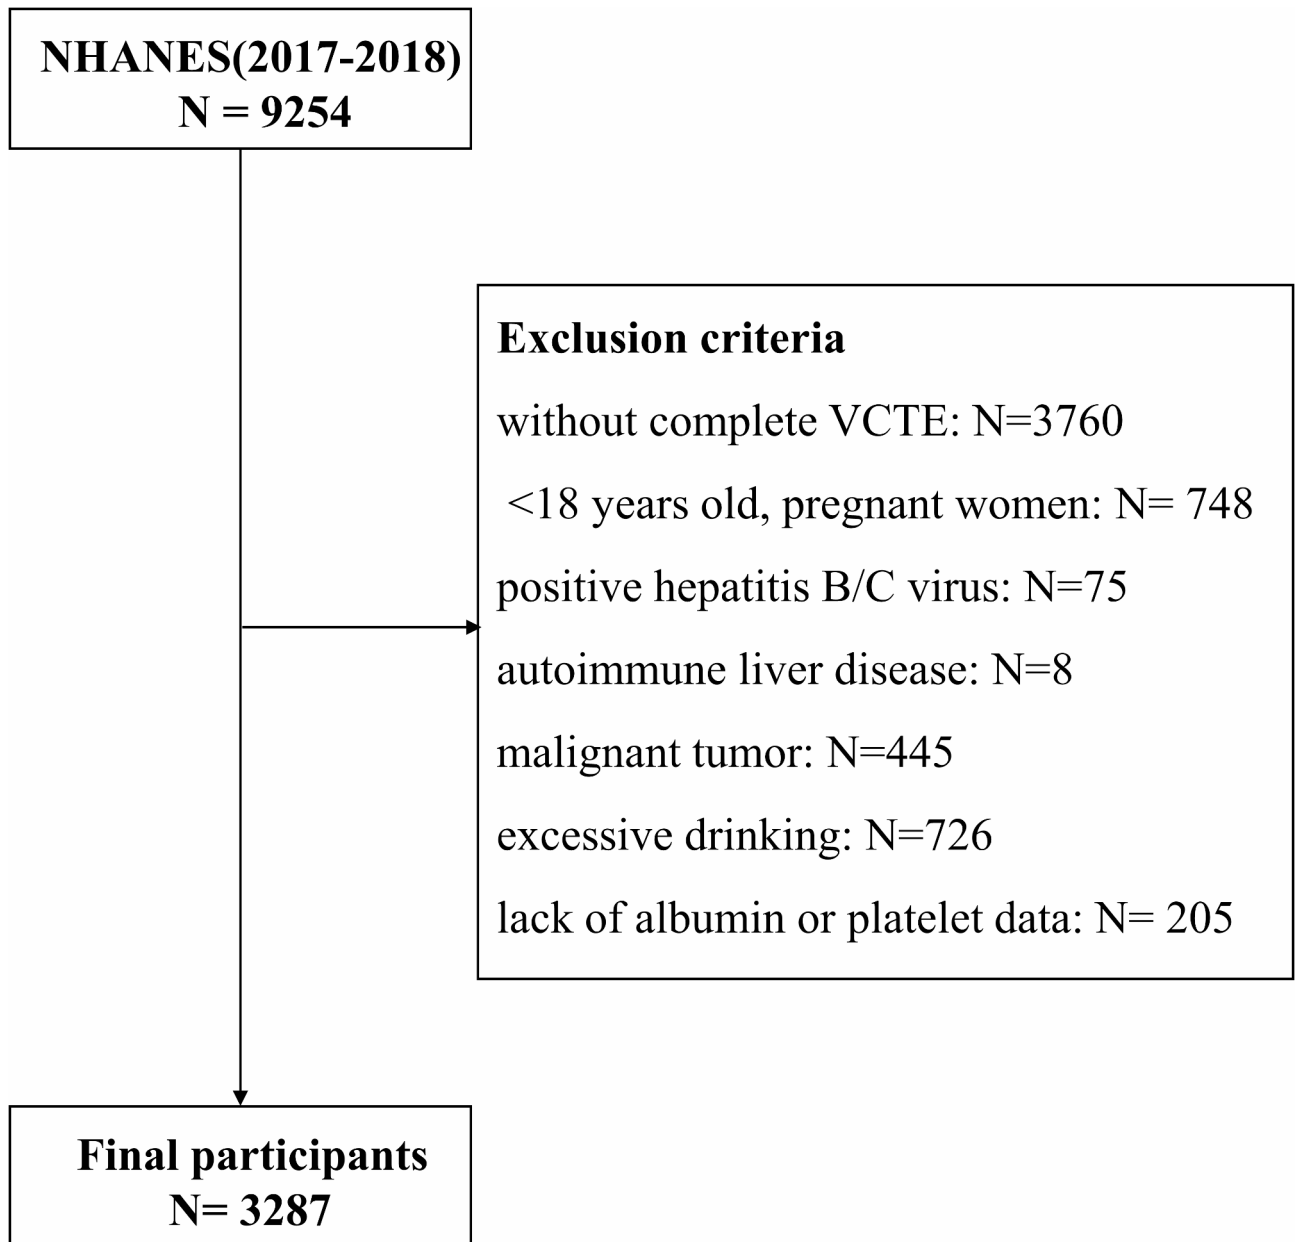 NHANES(2017-2018)
N = 9254
Exclusion criteria
without complete VCTE: N=3760
<18 years old, pregnant women: N= 748
positive hepatitis B/C virus: N=75
autoimmune liver disease: N=8
malignant tumor: N=445
excessive drinking: N=726
lack of albumin or platelet data: N= 205
Final participants
N= 3287